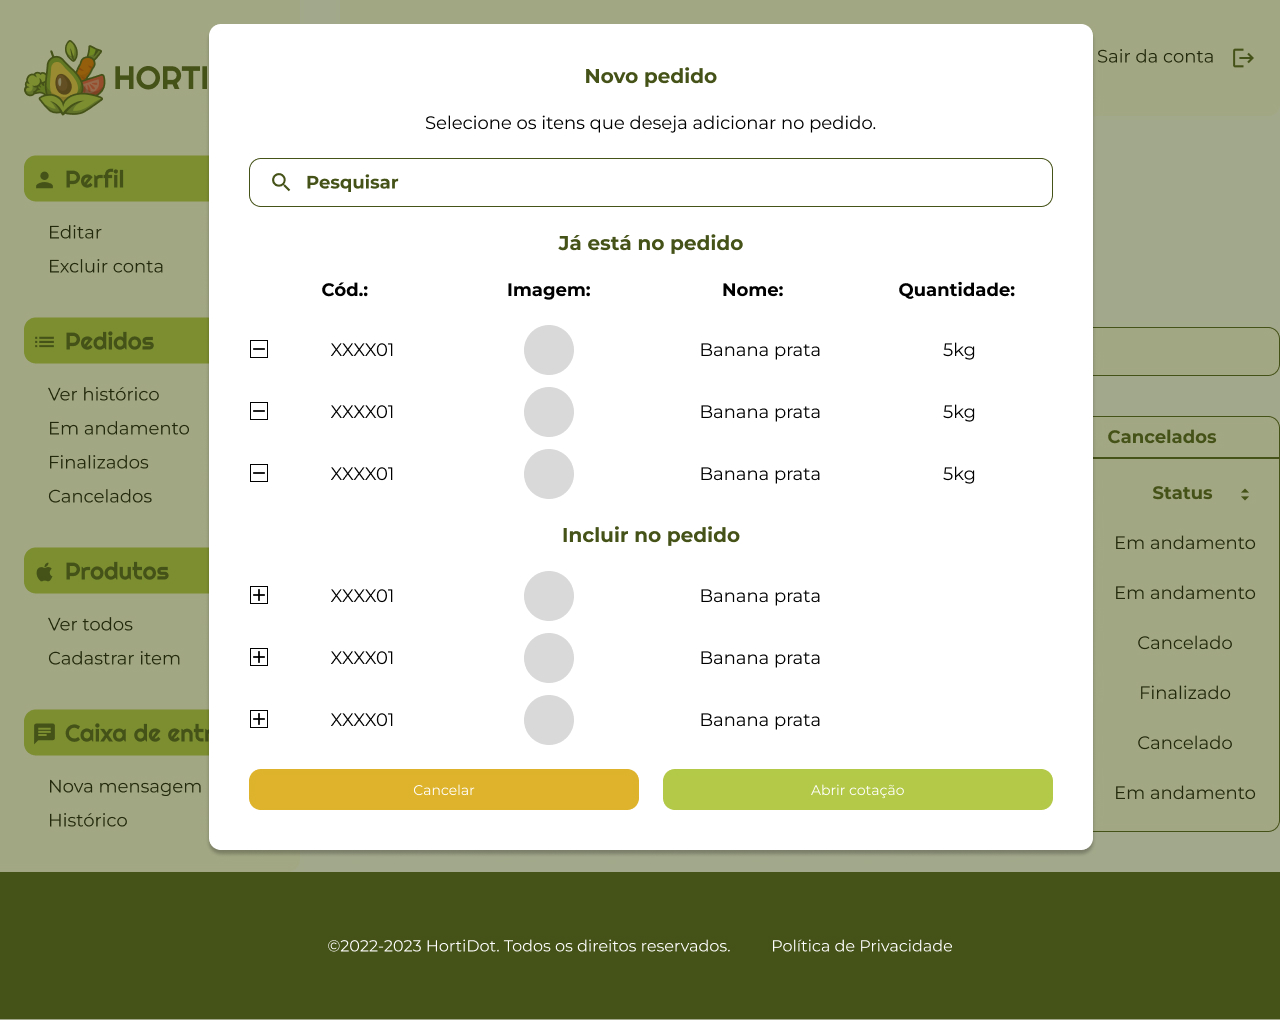 HORTI
Sair da conta
Perfil
Editar
Excluir conta
Pedidos
Ver histórico
Em andamento
Finalizados
Cancelados
Produtos
Ver todos
Cadastrar item
Caixa de entr
Nova mensagem
Histórico
Novo pedido
Selecione os itens que deseja adicionar no pedido.
Pesquisar
Já está no pedido
Cód.: Imagem: Nome: Quantidade:
XXXX01 Banana prata 5kg
XXXX01 Banana prata 5kg
XXXX01 Banana prata 5kg
Incluir no pedido
XXXX01 Banana prata
XXXX01 Banana prata
XXXX01 Banana prata
Cancelar Abrir cotação
Cancelados
Status
Em andamento
Em andamento
Cancelado
Finalizado
Cancelado
Em andamento
©2022-2023 HortiDot. Todos os direitos reservados. Política de Privacidade